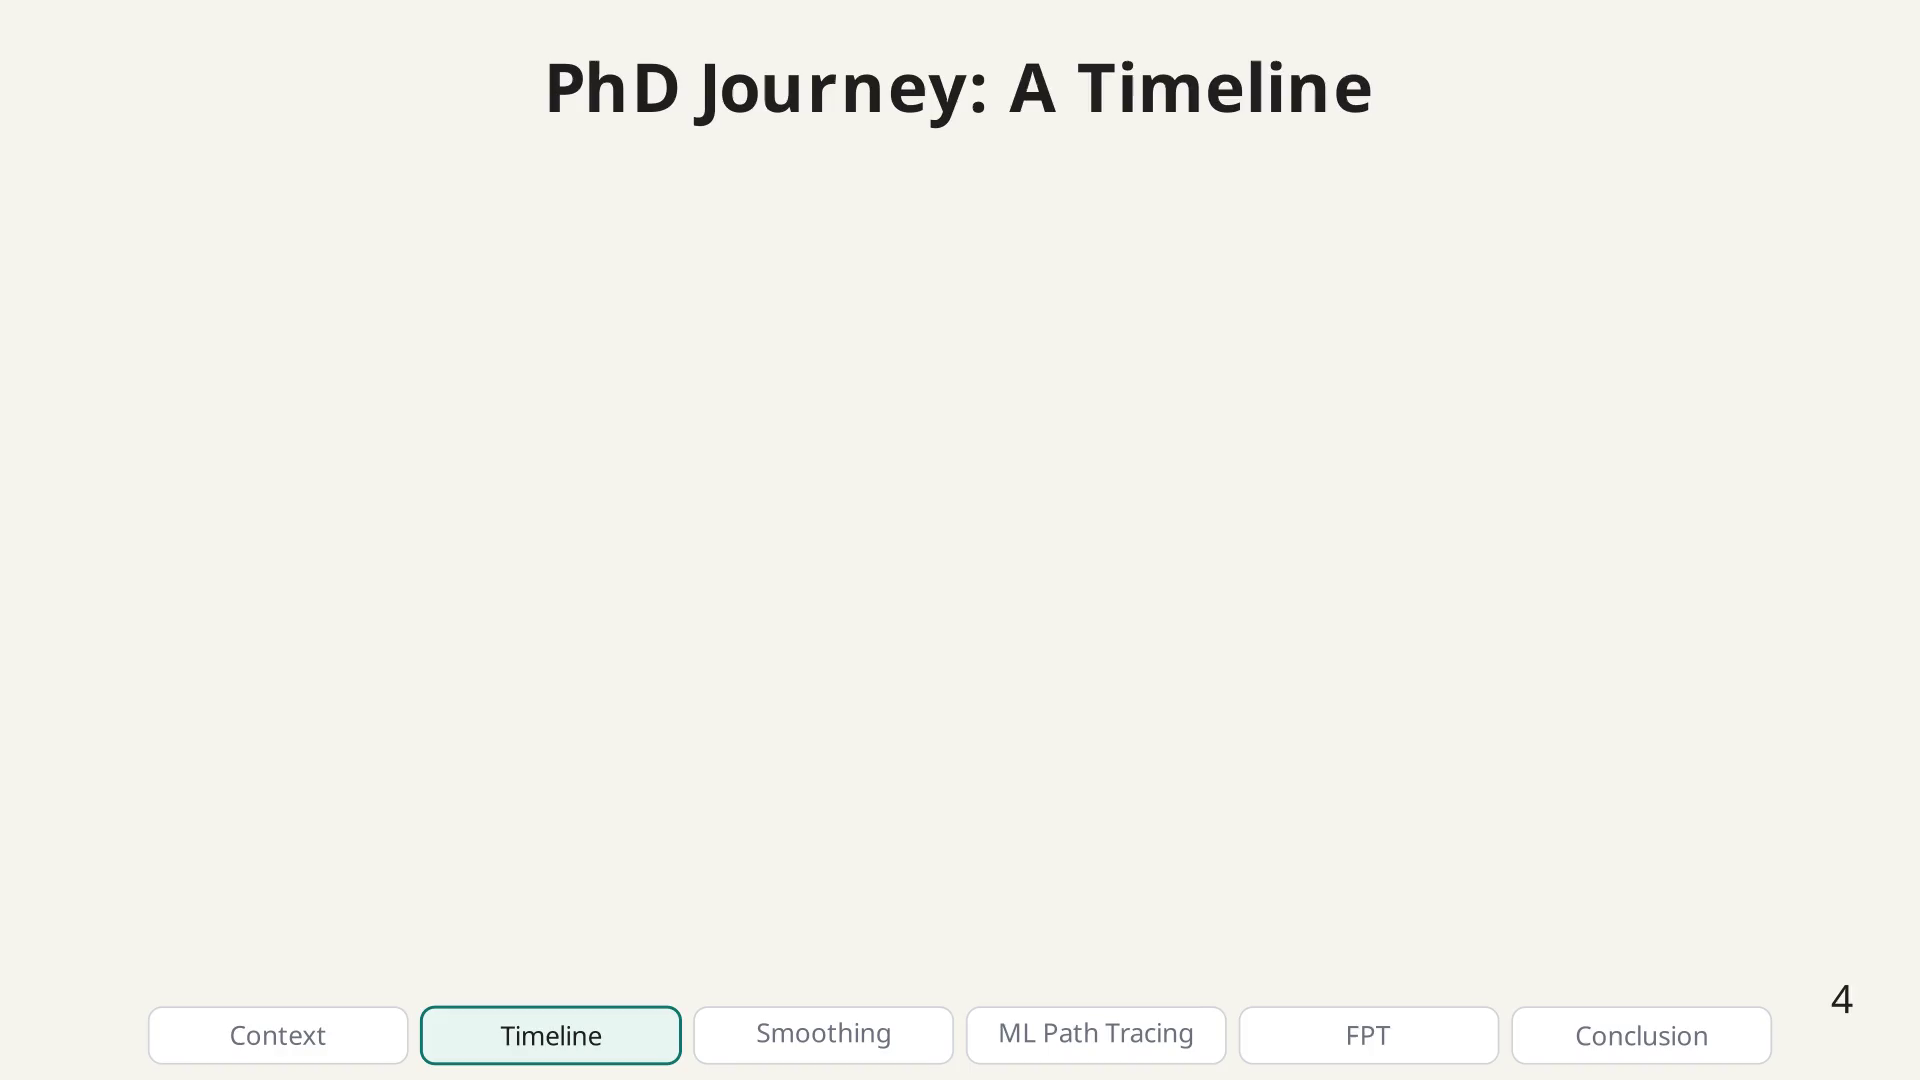 PhD Journey: A Timeline
4
Context
Timeline
Smoothing
ML Path Tracing
FPT
Conclusion